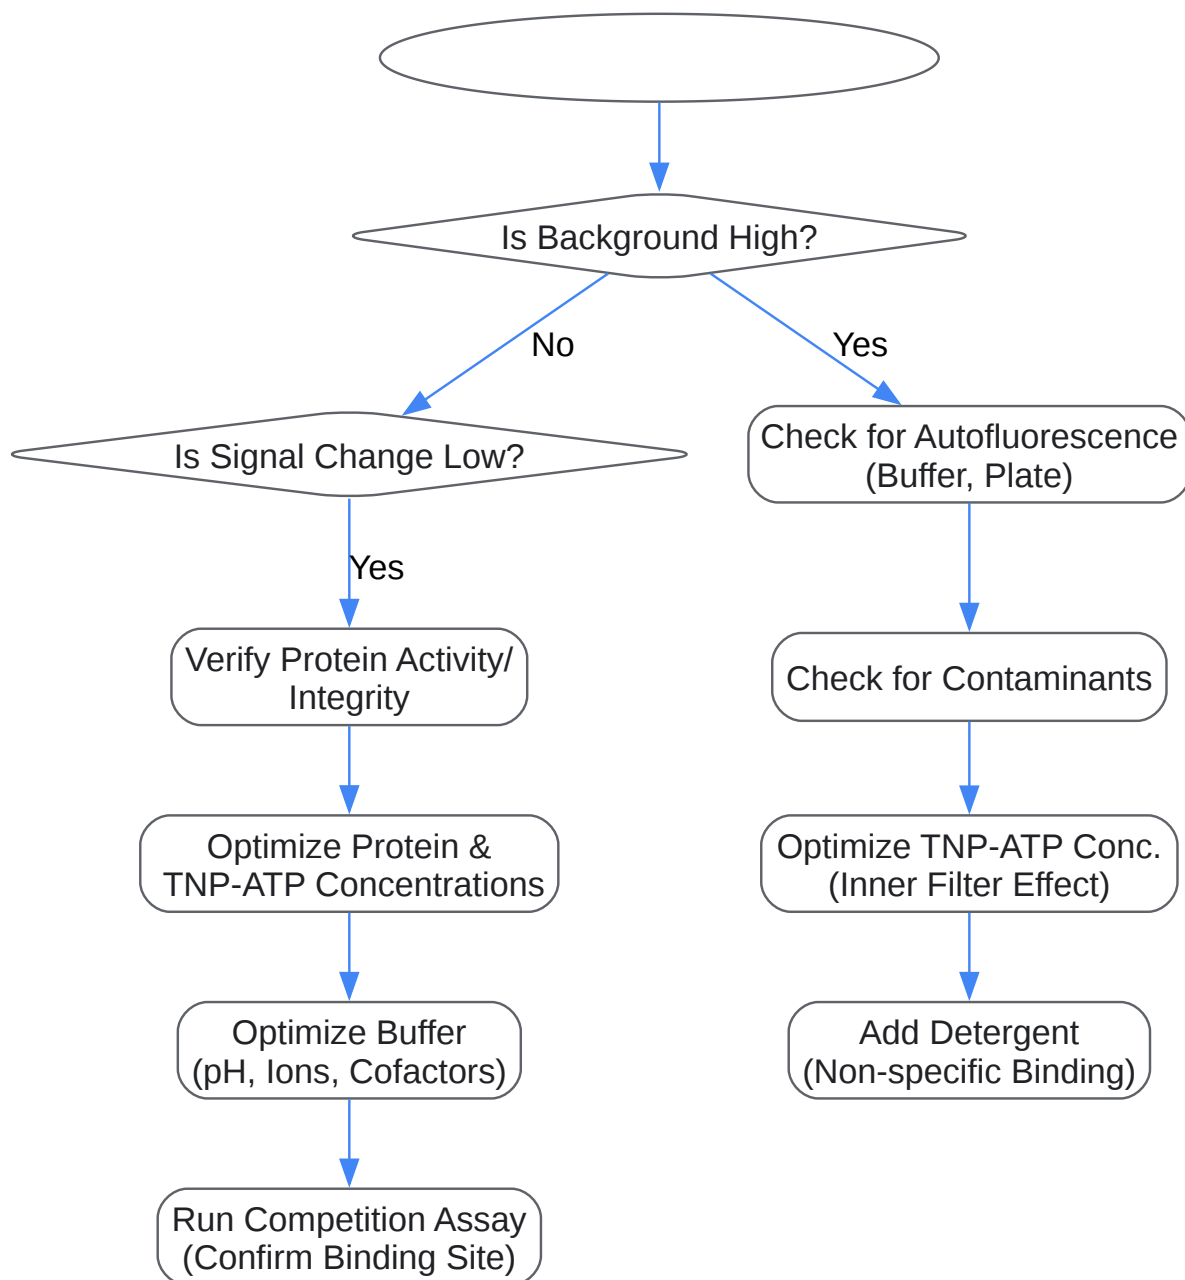 Is Background High?
No
Yes
Is Signal Change Low?
Check for Autofluorescence
(Buffer, Plate)
Yes
Verify Protein Activity/
Integrity
Check for Contaminants
Optimize Protein &
TNP-ATP Concentrations
Optimize TNP-ATP Conc.
(Inner Filter Effect)
Optimize Buffer
(pH, Ions, Cofactors)
Add Detergent
(Non-specific Binding)
Run Competition Assay
(Confirm Binding Site)